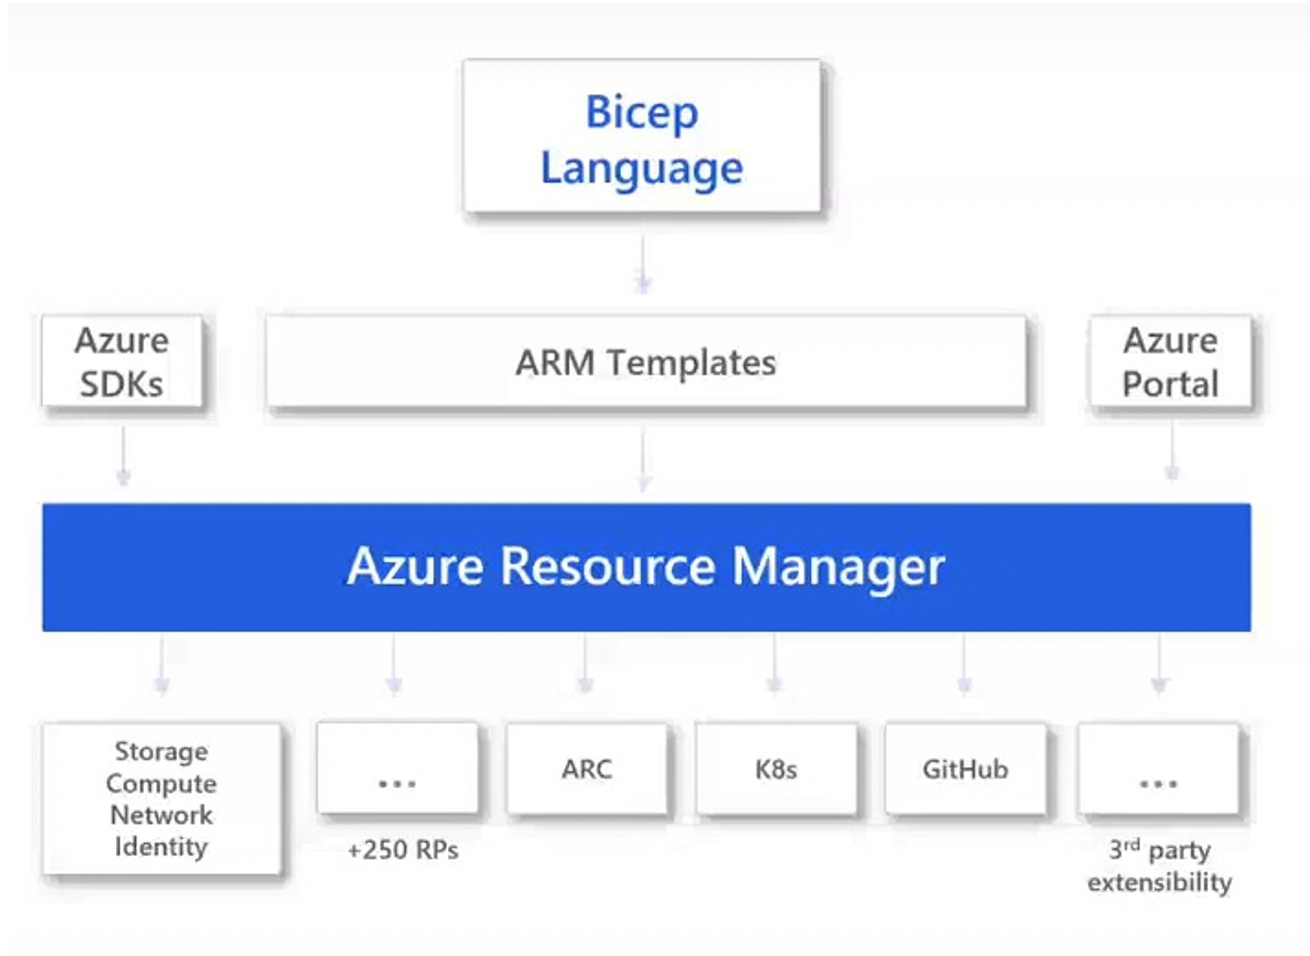 Bicep
Language
Azure
SDKs
ARM Templates
Azure
Portal
Azure Resource Manager
Storage
Compute
Network
Identity
...
+250 RPs
ARC
K8s
GitHub
...
3rd party
extensibility